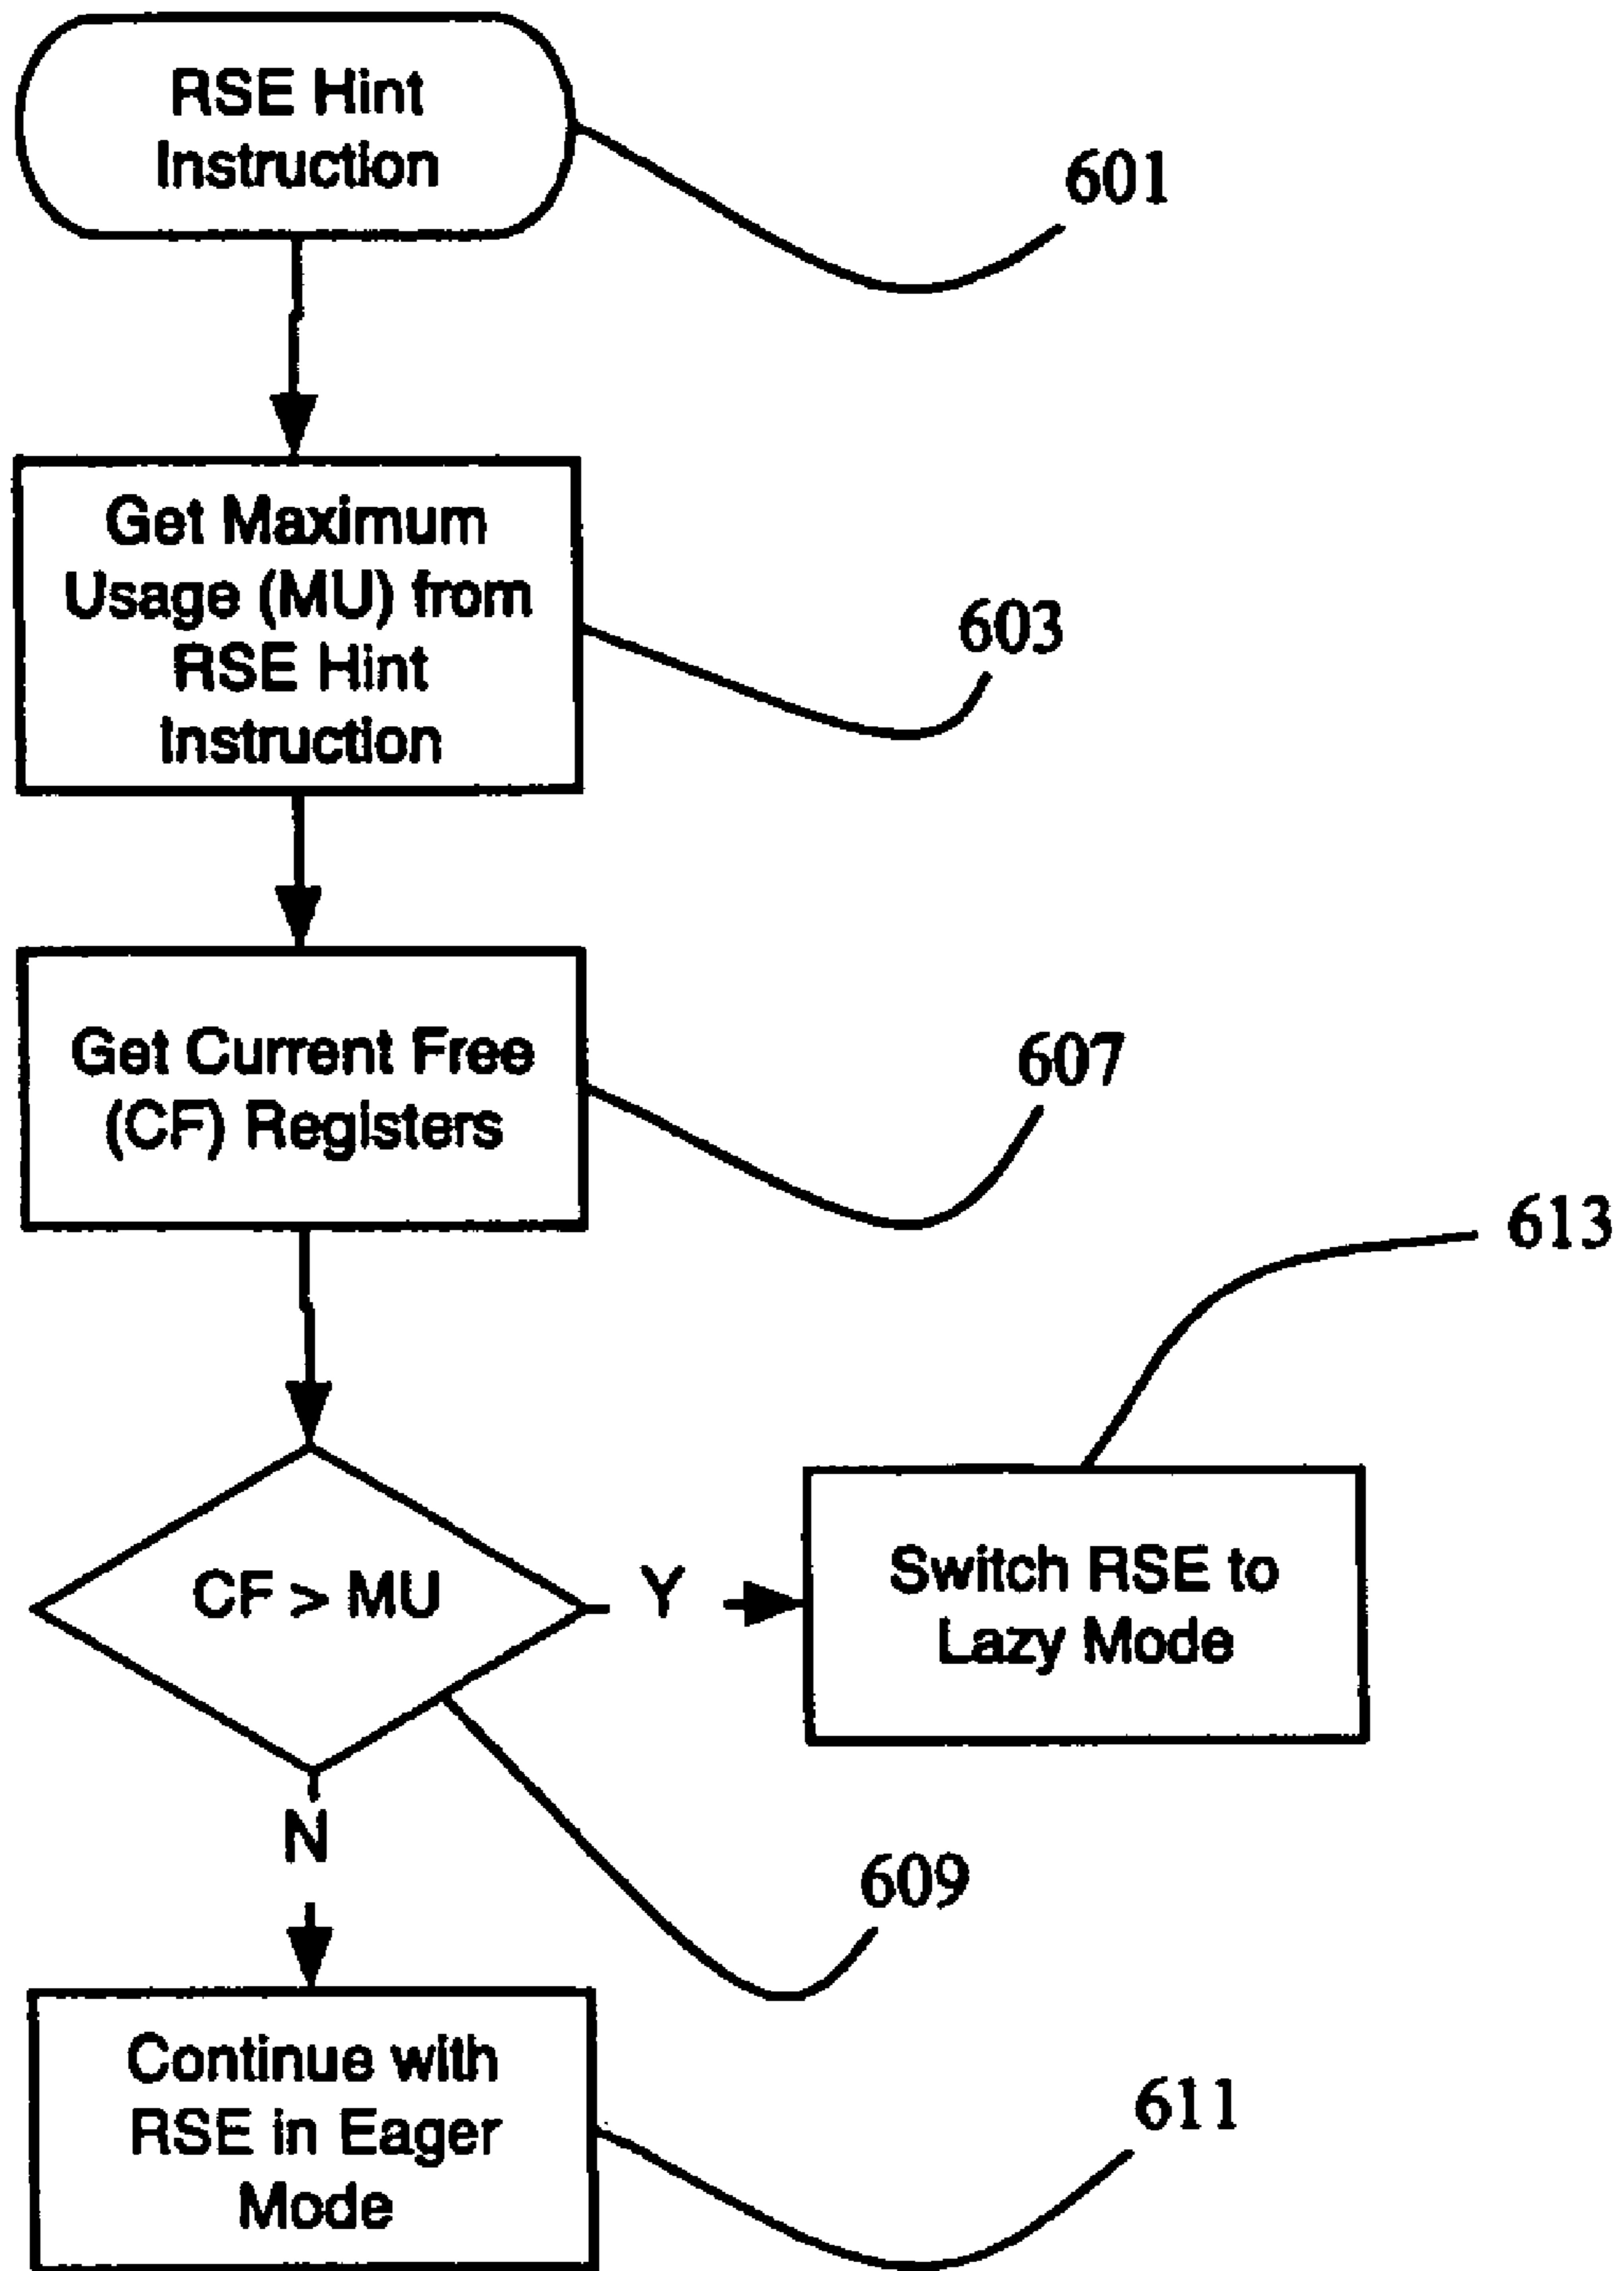 RSE Hint
Instruction
601
Get Maximum
Usage (MU) from
RSE Hint
Instruction
603
Get Current Free
(CF) Registers
607
613
CF > MU
Y
Switch RSE to
Lazy Mode
N
609
Continue with
RSE in Eager
Mode
611